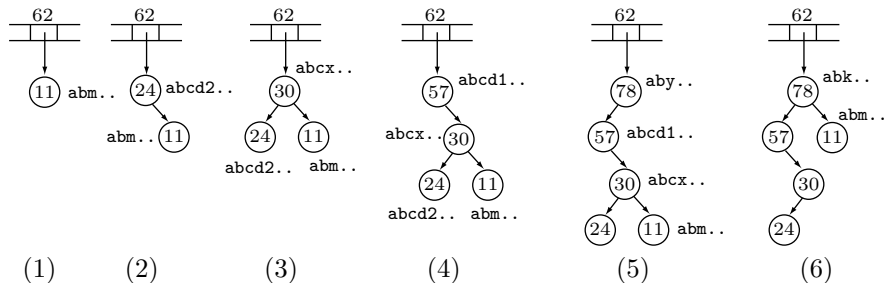 62 62 62 62 62 62
abcx..
11 abm.. 24 abcd2.. 30 57 abcd1.. 78 aby.. 78 abk..
abm..
abm.. 11 24 11 abcx.. 30 57 abcd1.. 57 11
abcd2.. abm..
24 11 30 abcx.. 30
abcd2.. abm..
24 11 abm.. 24
(1) (2) (3) (4) (5) (6)